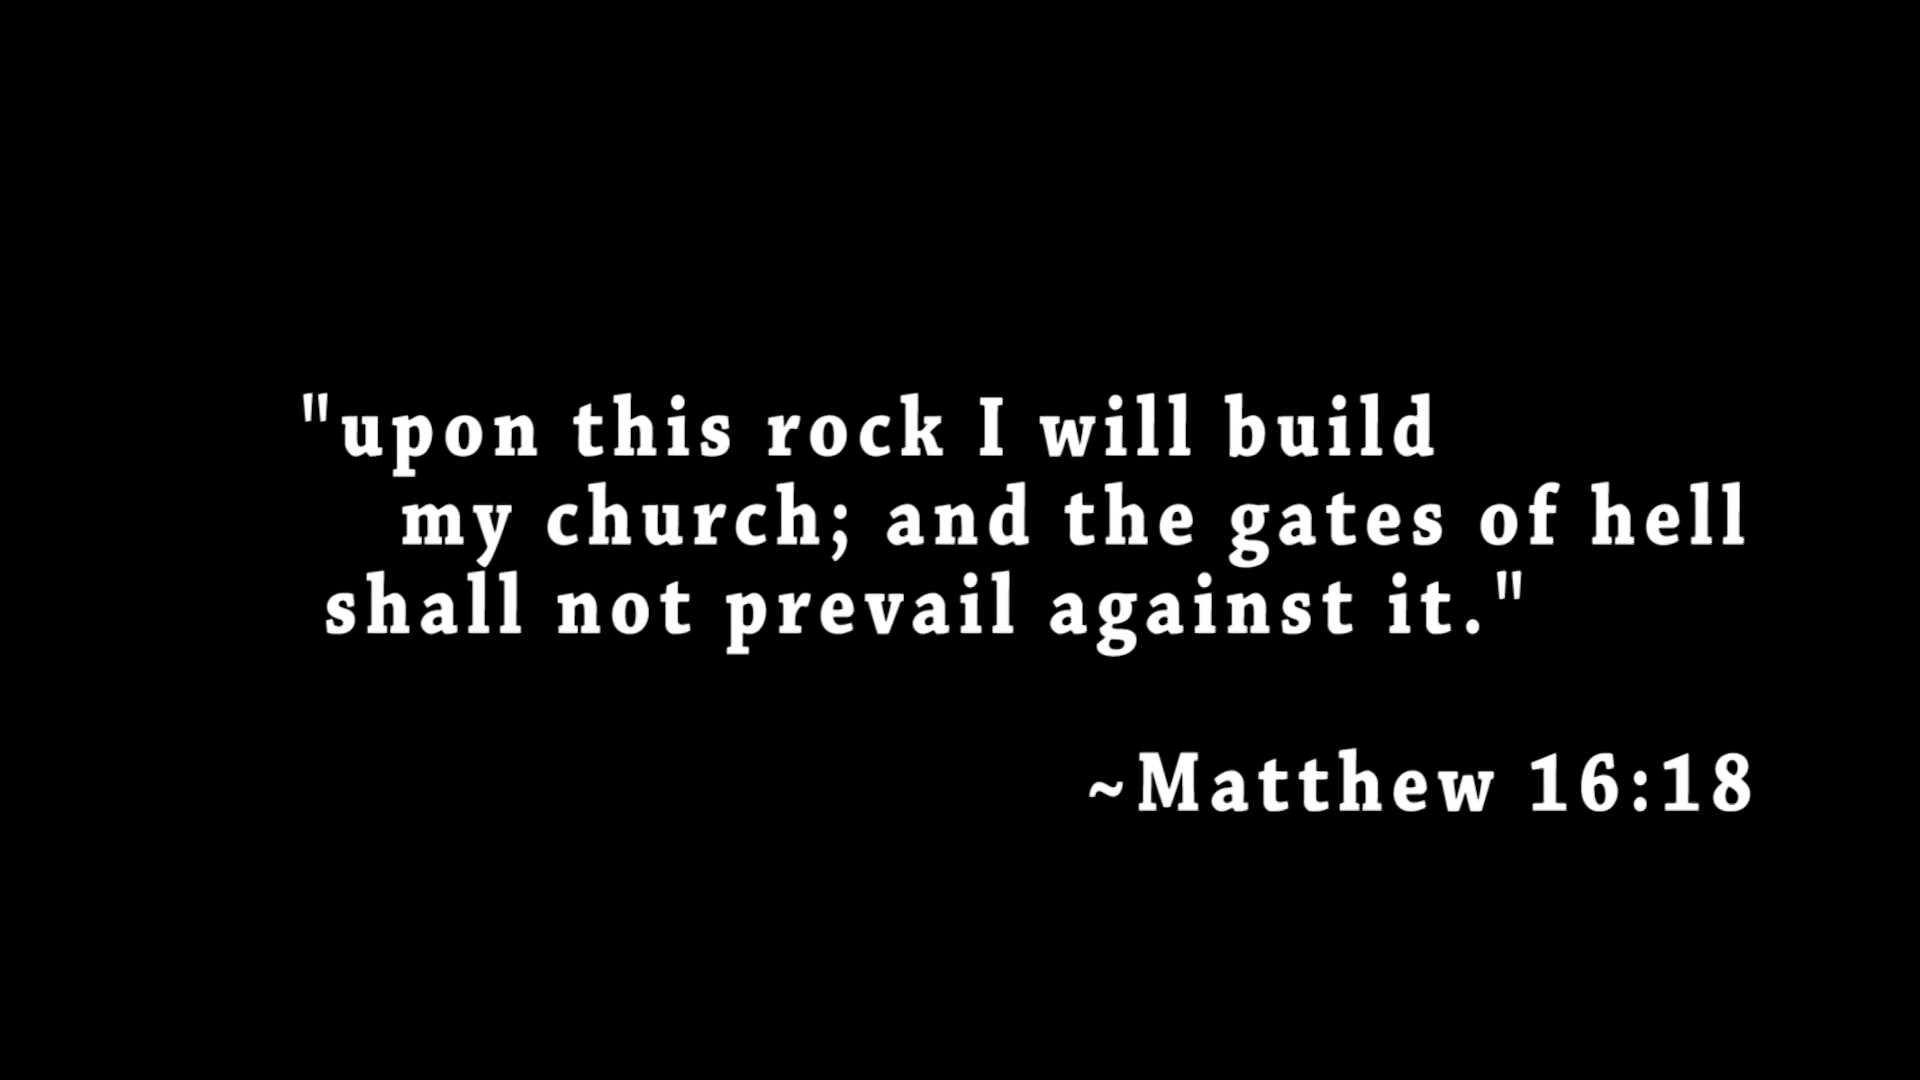 "upon this rock I will build
my church; and the gates of hell
shall not prevail against it."
~Matthew 16:18